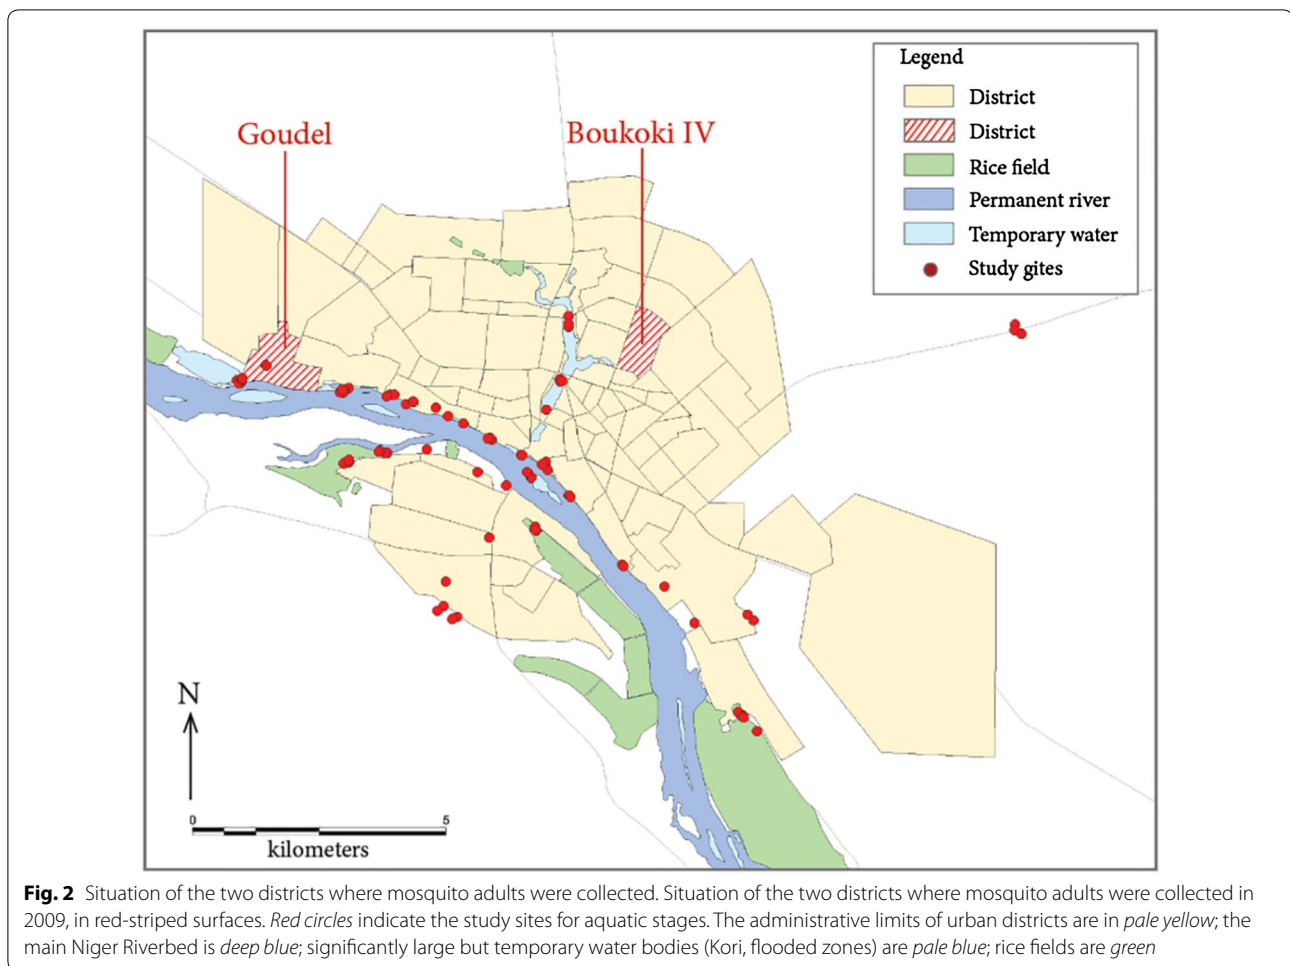 Legend
District
District
Rice field
Permanent river
Temporary water
Study gites
Goudel
Boukoki IV
N
0 5
kilometers
Fig. 2 Situation of the two districts where mosquito adults were collected. Situation of the two districts where mosquito adults were collected in
2009, in red-striped surfaces. Red circles indicate the study sites for aquatic stages. The administrative limits of urban districts are in pale yellow; the
main Niger Riverbed is deep blue; significantly large but temporary water bodies (Kori, flooded zones) are pale blue; rice fields are green